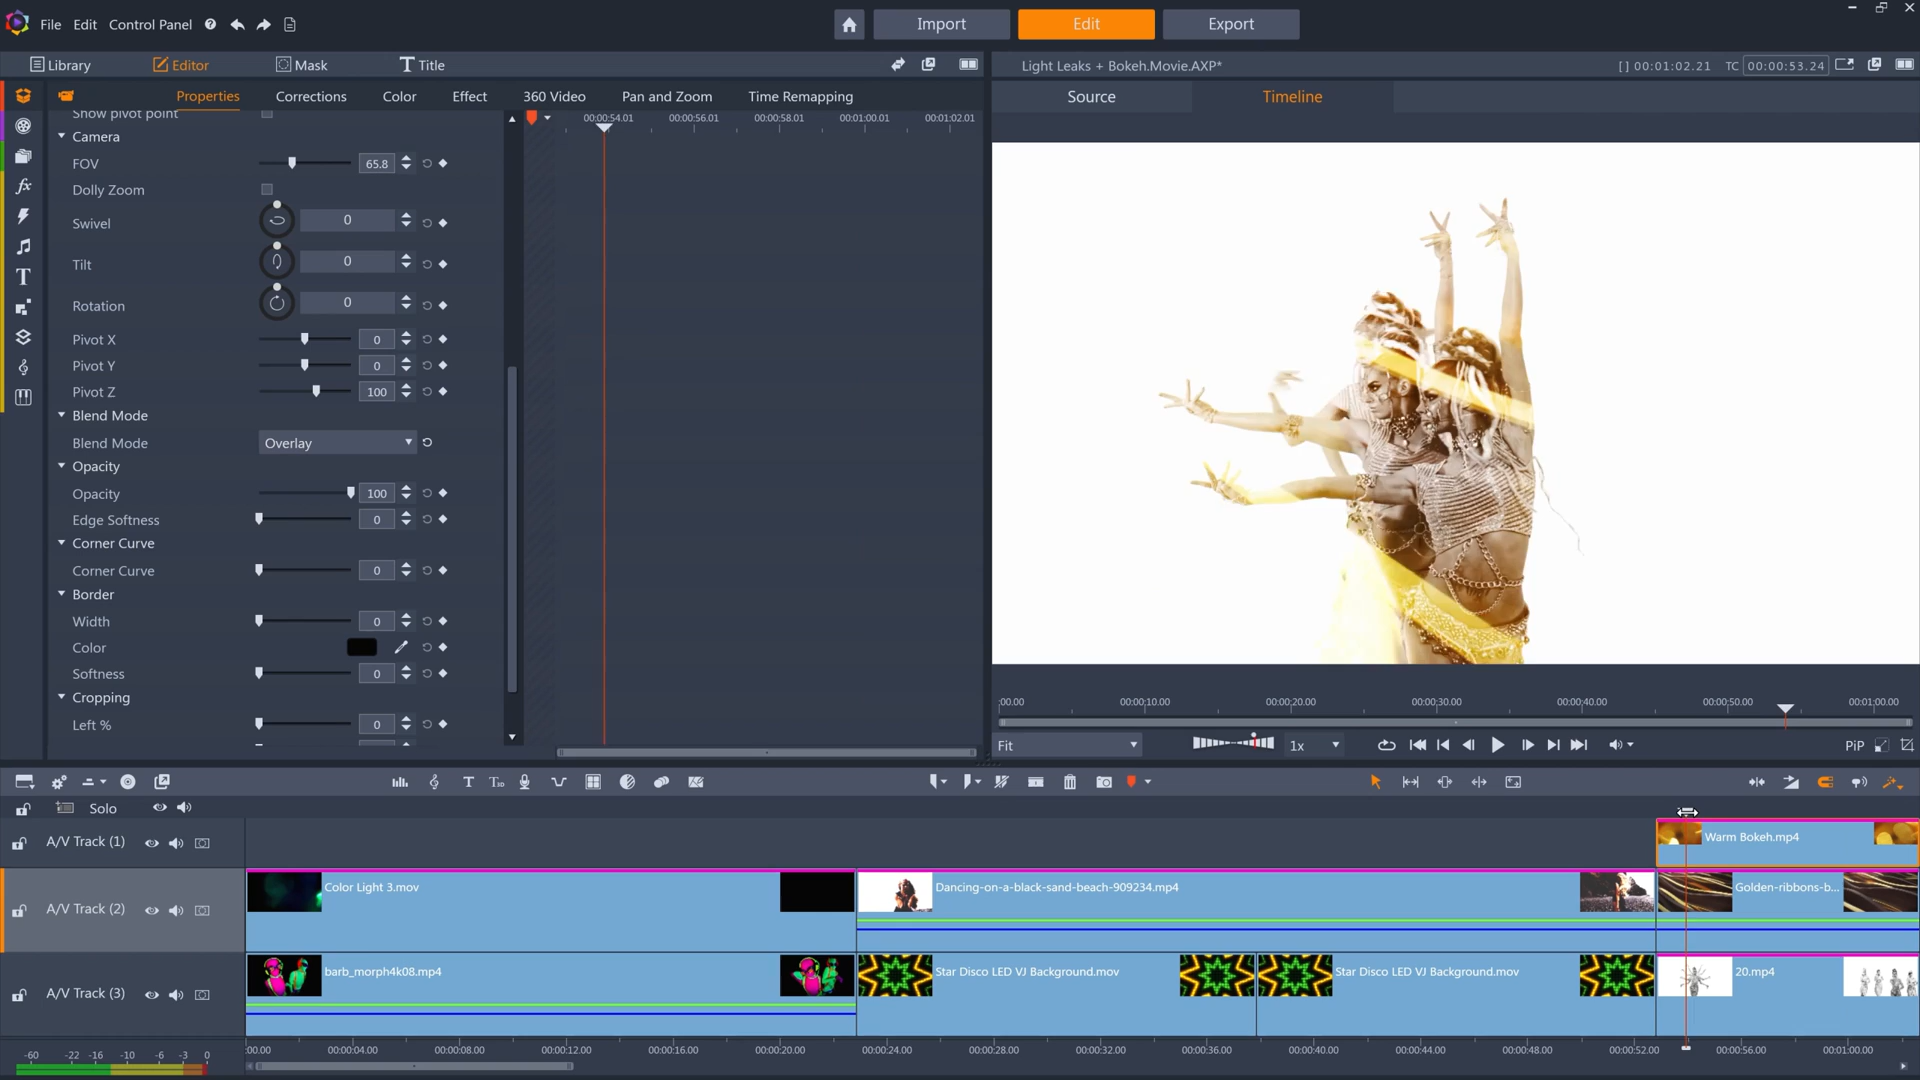 File Edit Control Panel
Import Edit Export
Library Editor Mask Title
Light Leaks + Bokeh.Movie.AXP* [] 00:01:02.21 TC 00:00:53.24
Properties Corrections Color Effect 360 Video Pan and Zoom Time Remapping
Source Timeline
Show pivot point
00:00:54.01 00:00:56.01 00:00:58.01 00:01:00.01 00:01:02.01
Camera
FOV 65.8
Dolly Zoom
Swivel 0
Tilt 0
Rotation 0
Pivot X 0
Pivot Y 0
Pivot Z 100
Blend Mode
Blend Mode Overlay
Opacity
Opacity 100
Edge Softness 0
Corner Curve
Corner Curve 0
Border
Width 0
Color
Softness 0
Cropping
Left % 0
:00.00 00:00:10.00 00:00:20.00 00:00:30.00 00:00:40.00 00:00:50.00 00:01:00.00
Fit 1x PiP
Solo
A/V Track (1) Warm Bokeh.mp4
A/V Track (2) Color Light 3.mov Dancing-on-a-black-sand-beach-909234.mp4 Golden-ribbons-b...
A/V Track (3) barb_morph4k08.mp4 Star Disco LED VJ Background.mov Star Disco LED VJ Background.mov 20.mp4
-60 -22 -16 -10 -6 -3 0
:00.00 00:00:04.00 00:00:08.00 00:00:12.00 00:00:16.00 00:00:20.00 00:00:24.00 00:00:28.00 00:00:32.00 00:00:36.00 00:00:40.00 00:00:44.00 00:00:48.00 00:00:52.00 00:00:56.00 00:01:00.00